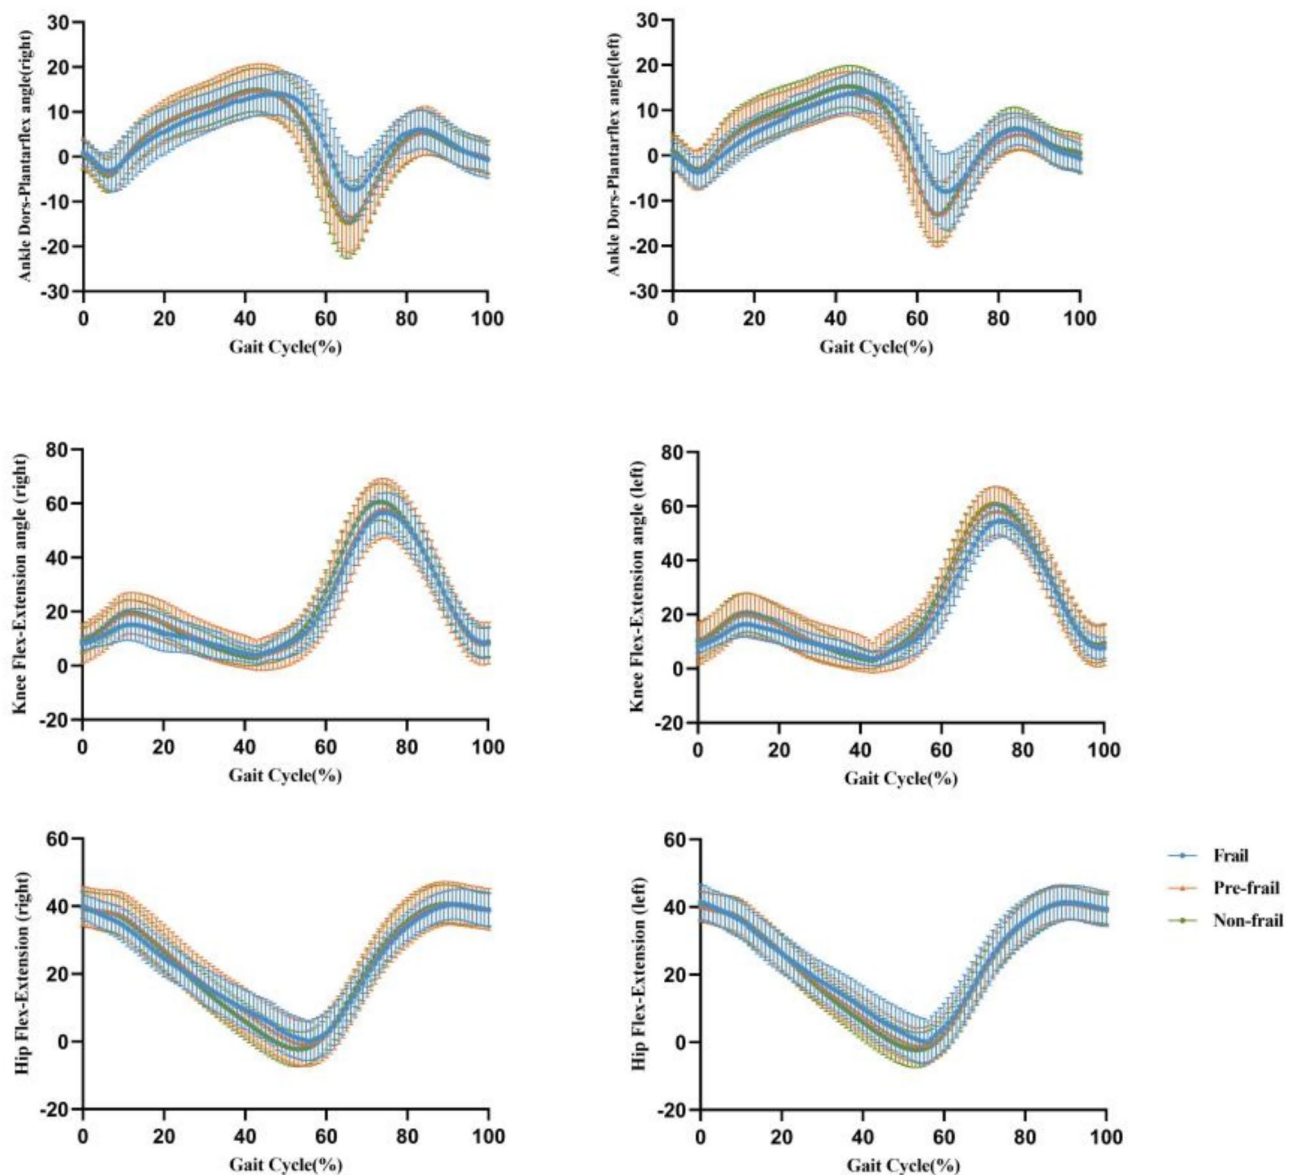 Ankle Dors-Plantarflex angle(right)
30
20
10
0
-10
-20
-30
0 20 40 60 80 100
Gait Cycle(%)
Ankle Dors-Plantarflex angle(left)
30
20
10
0
-10
-20
-30
0 20 40 60 80 100
Gait Cycle(%)
Knee Flex-Extension angle (right)
80
60
40
20
0
-20
0 20 40 60 80 100
Gait Cycle(%)
Knee Flex-Extension angle (left)
80
60
40
20
0
-20
0 20 40 60 80 100
Gait Cycle(%)
Hip Flex-Extension (right)
60
40
20
0
-20
0 20 40 60 80 100
Gait Cycle(%)
Hip Flex-Extension (left)
60
40
20
0
-20
0 20 40 60 80 100
Gait Cycle(%)
Frail
Pre-frail
Non-frail